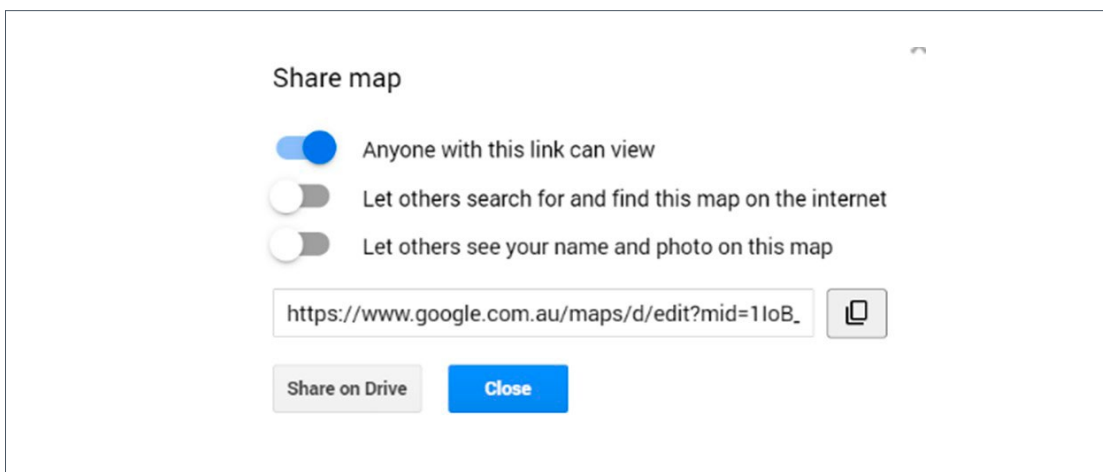 Share map
Anyone with this link can view
Let others search for and find this map on the internet
Let others see your name and photo on this map
https://www.google.com.au/maps/d/edit?mid=1IoB_
Share on Drive
Close